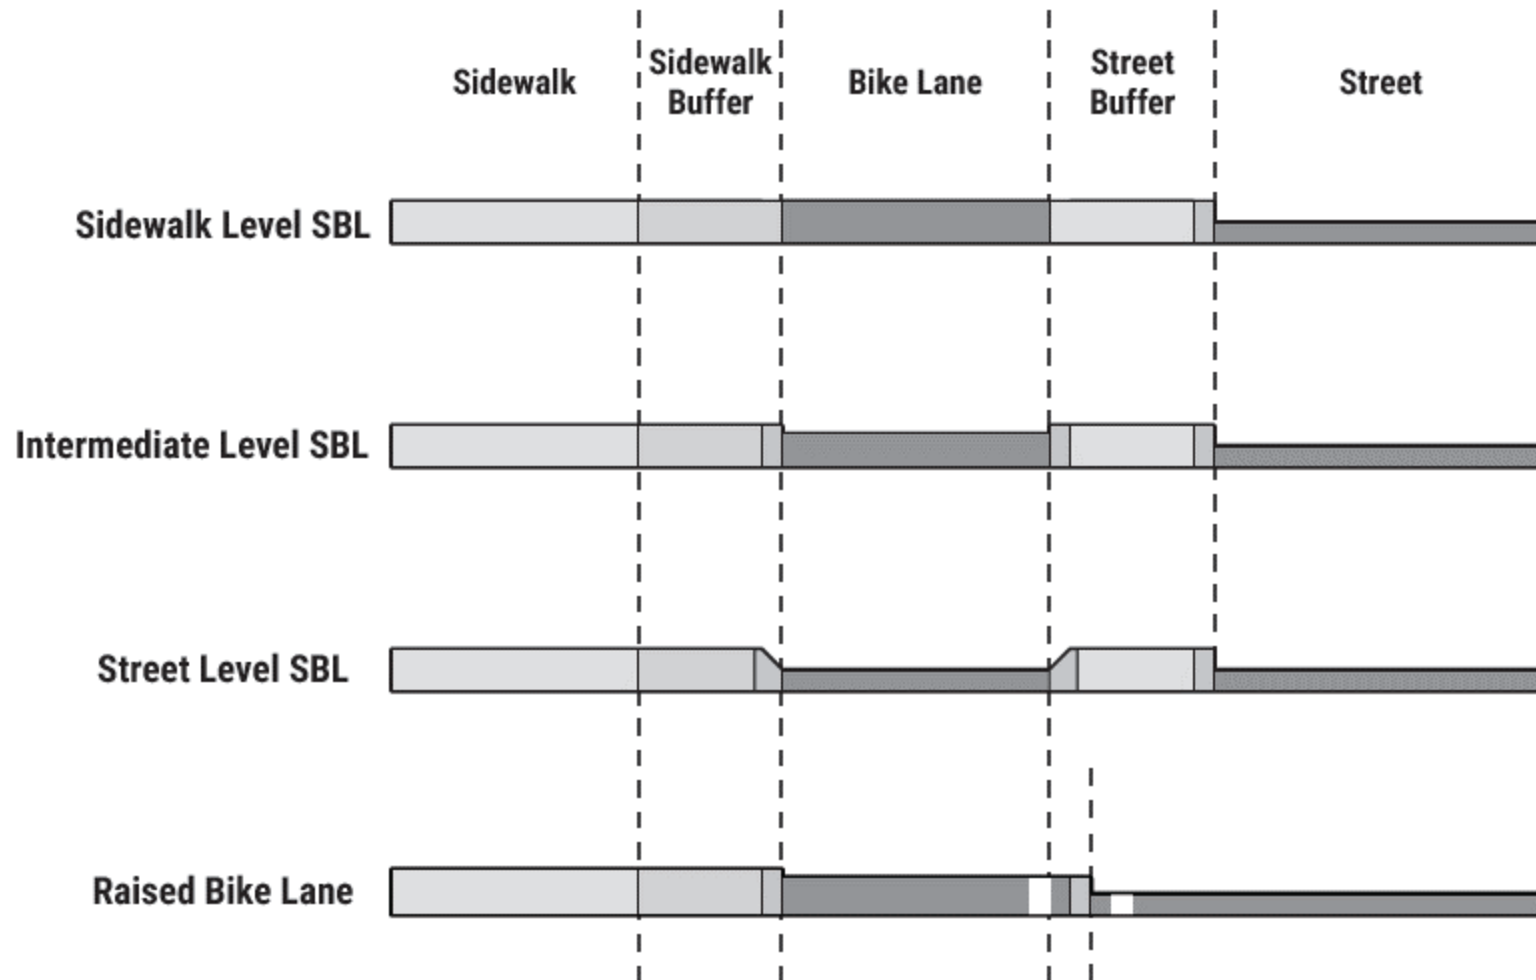 Sidewalk
Sidewalk
Buffer
Bike Lane
Street
Buffer
Street
Sidewalk Level SBL
Intermediate Level SBL
Street Level SBL
Raised Bike Lane